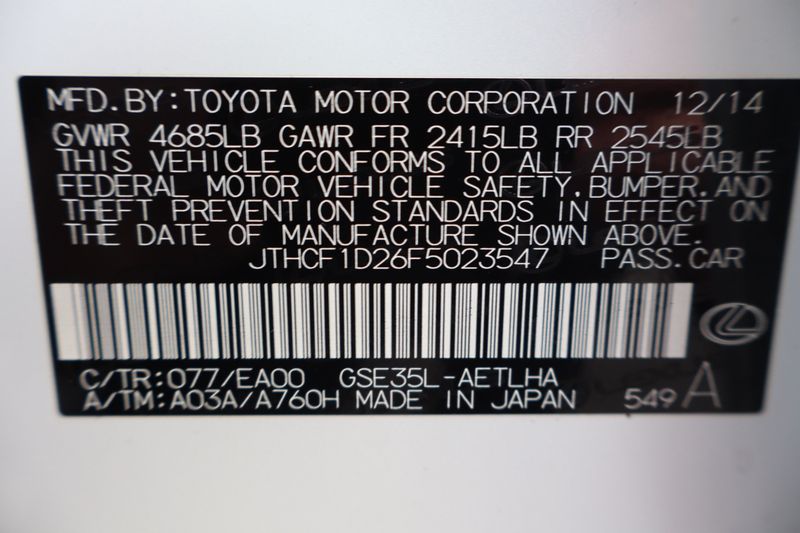 MFD.BY:TOYOTA MOTOR CORPORATION 12/14
GVWR 4685LB GAWR FR 2415LB RR 2545LB
THIS VEHICLE CONFORMS TO ALL APPLICABLE
FEDERAL MOTOR VEHICLE SAFETY,BUMPER,AND
THEFT PREVENTION STANDARDS IN EFFECT ON
THE DATE OF MANUFACTURE SHOWN ABOVE.
JTHCF1D26F5023547 PASS.CAR
C/TR:077/EA00 GSE35L-AETLHA
A/TM:A03A/A760H MADE IN JAPAN 549 A